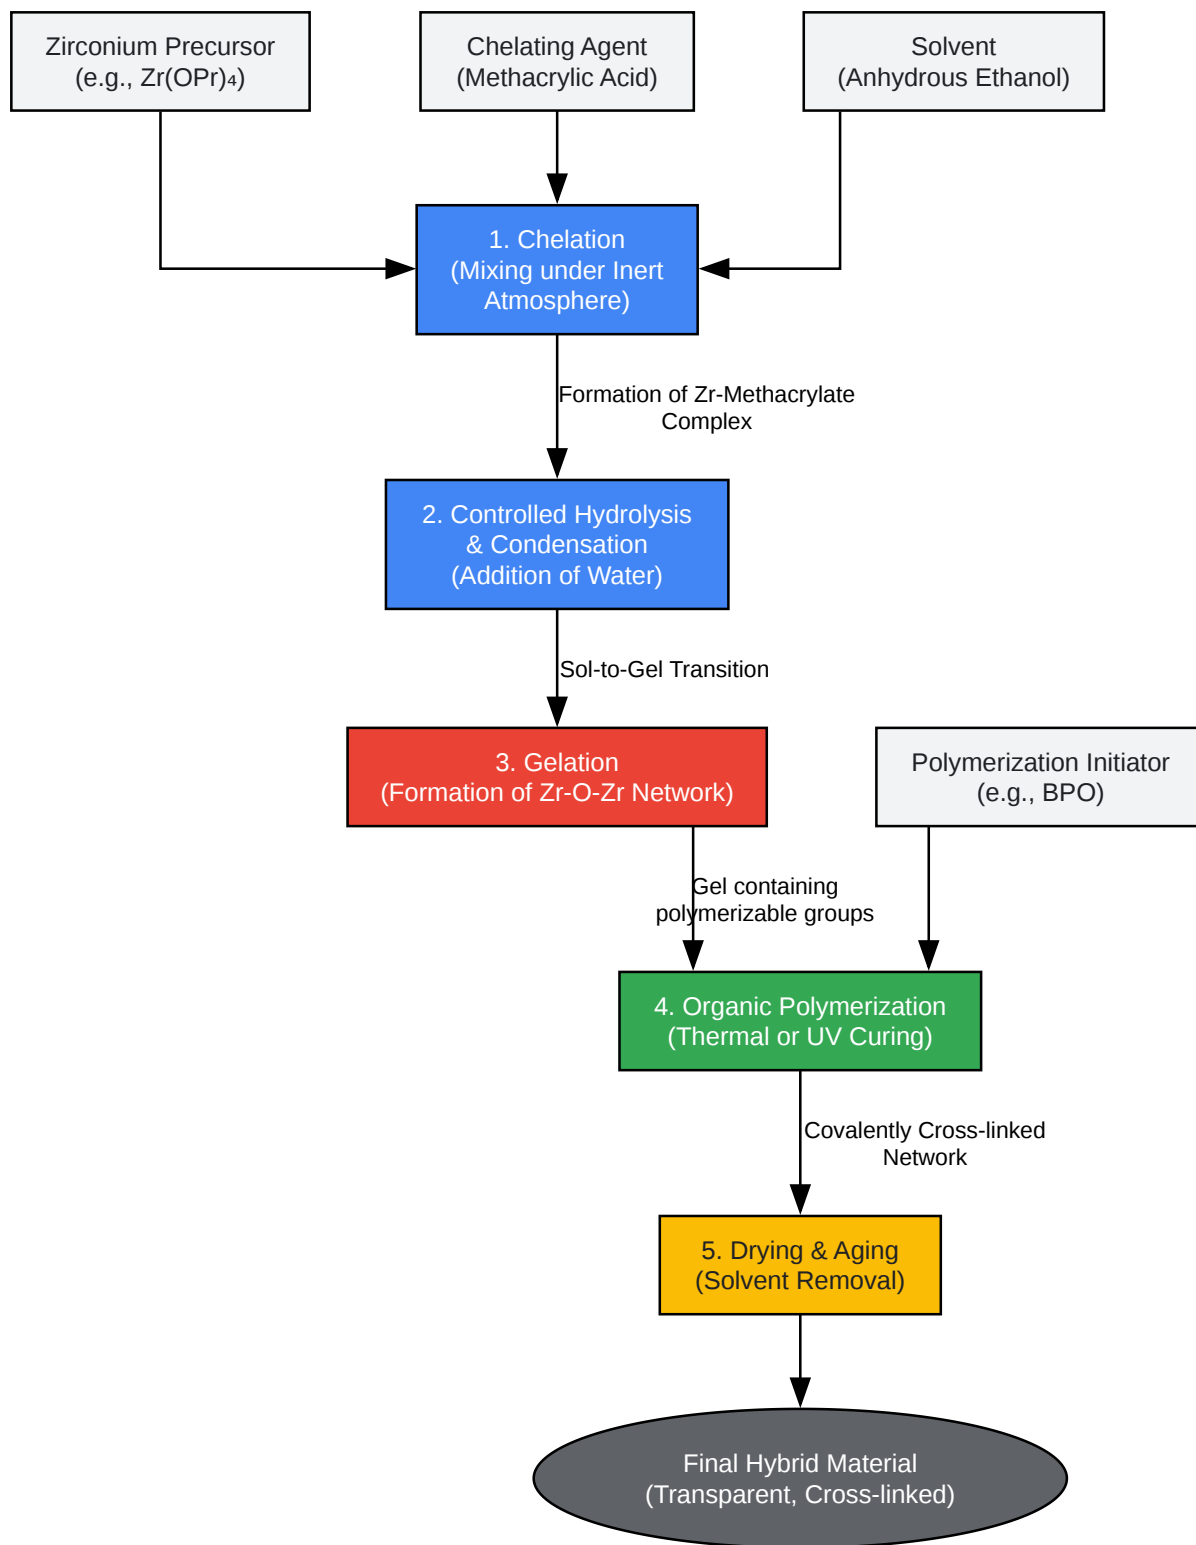 Zirconium Precursor
(e.g., Zr(OPr)₄)
Chelating Agent
(Methacrylic Acid)
Solvent
(Anhydrous Ethanol)
1. Chelation
(Mixing under Inert
Atmosphere)
Formation of Zr-Methacrylate
Complex
2. Controlled Hydrolysis
& Condensation
(Addition of Water)
Sol-to-Gel Transition
3. Gelation
(Formation of Zr-O-Zr Network)
Polymerization Initiator
(e.g., BPO)
Gel containing
polymerizable groups
4. Organic Polymerization
(Thermal or UV Curing)
Covalently Cross-linked
Network
5. Drying & Aging
(Solvent Removal)
Final Hybrid Material
(Transparent, Cross-linked)